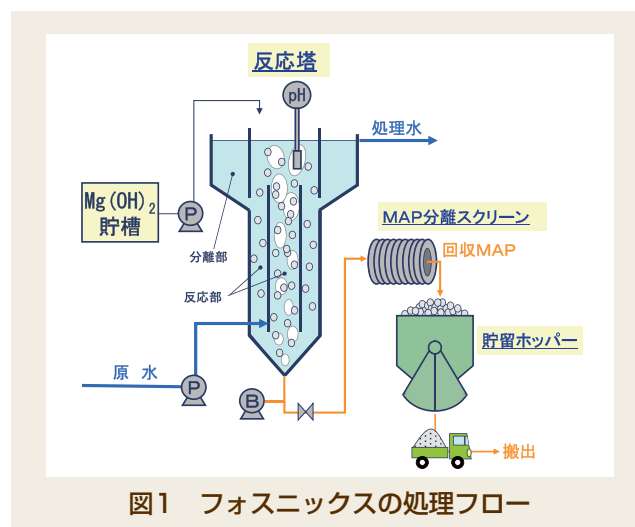 反応塔
pH
処理水
Mg(OH)2
貯槽
P
MAP分離スクリーン
回収MAP
分離部
反応部
貯留ホッパー
原 水
P
B
搬出
図1 フォスニックスの処理フロー